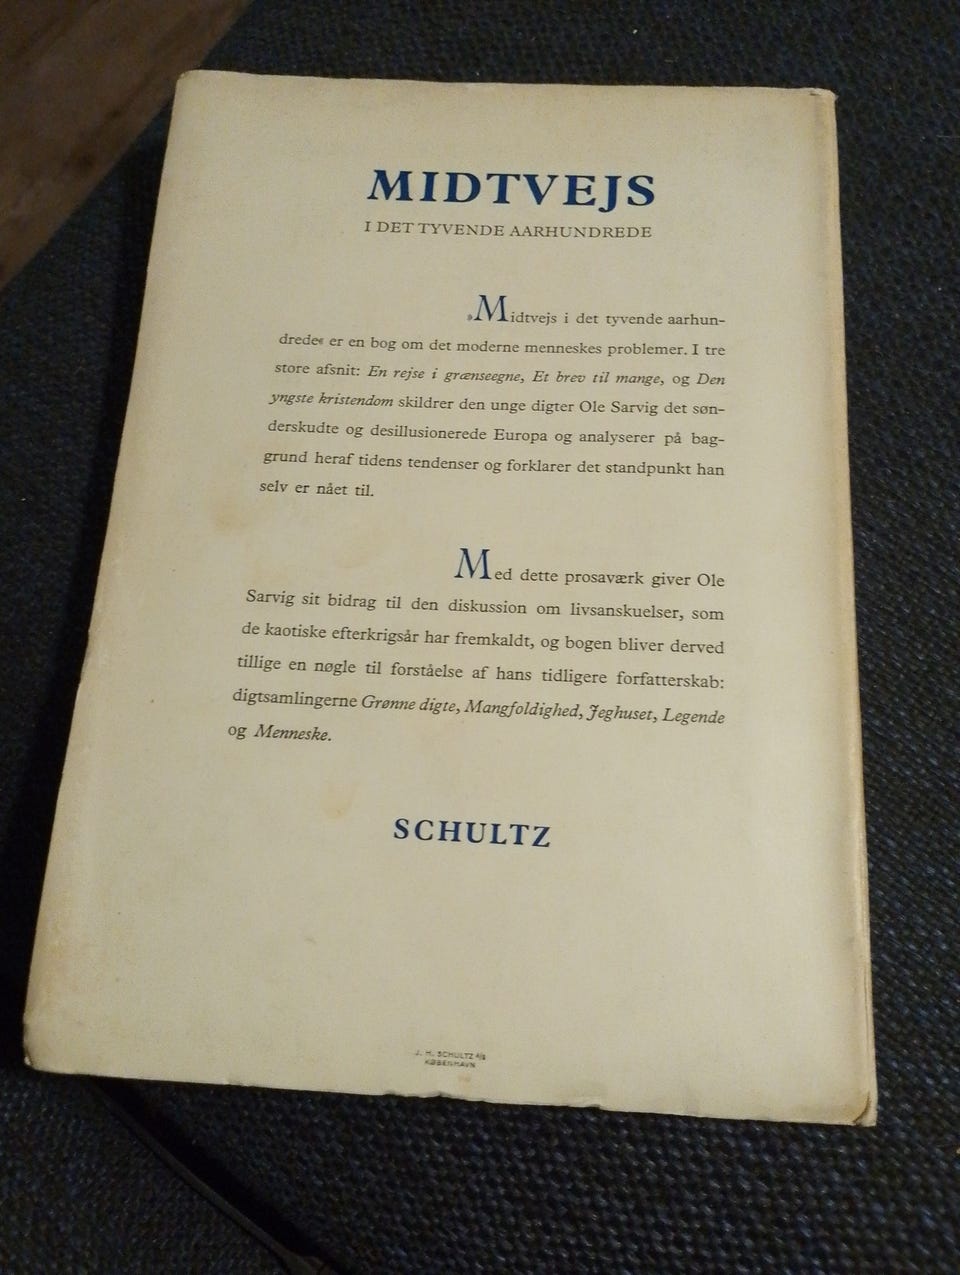 MIDTVEJS
I DET TYVENDE AARHUNDREDE
»Midtvejs i det tyvende aarhun-
drede« er en bog om det moderne menneskes problemer. I tre
store afsnit: En rejse i grænseegne, Et brev til mange, og Den
yngste kristendom skildrer den unge digter Ole Sarvig det søn-
derskudte og desillusionerede Europa og analyserer på bag-
grund heraf tidens tendenser og forklarer det standpunkt han
selv er nået til.
Med dette prosaværk giver Ole
Sarvig sit bidrag til den diskussion om livsanskuelser, som
de kaotiske efterkrigsår har fremkaldt, og bogen bliver derved
tillige en nøgle til forståelse af hans tidligere forfatterskab:
digtsamlingerne Grønne digte, Mangfoldighed, Jeghuset, Legende
og Menneske.
SCHULTZ
J. H. SCHULTZ A/S
KØBENHAVN